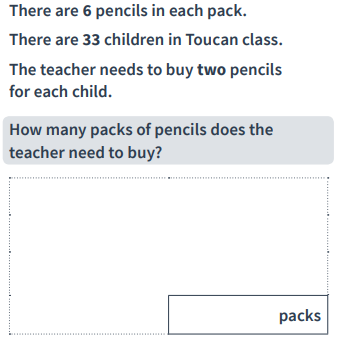 There are 6 pencils in each pack.
There are 33 children in Toucan class.
The teacher needs to buy two pencils
for each child.
How many packs of pencils does the
teacher need to buy?
packs